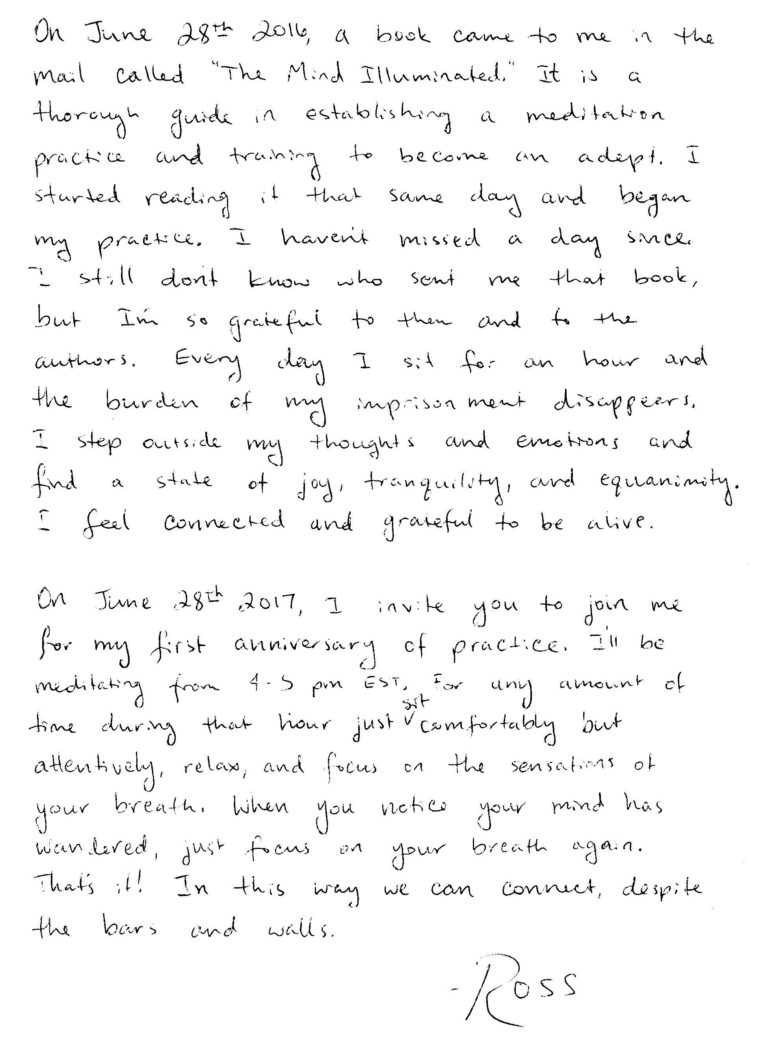 On June 28th 2016, a book came to me in the
mail called "The Mind Illuminated." It is a
thorough guide in establishing a meditation
practice and training to become an adept. I
started reading it that same day and began
my practice. I haven't missed a day since.
I still don't know who sent me that book,
but I'm so grateful to them and to the
authors. Every day I sit for an hour and
the burden of my imprisonment disappears.
I step outside my thoughts and emotions and
find a state of joy, tranquility, and equanimity.
I feel connected and grateful to be alive.
On June 28th, 2017, I invite you to join me
for my first anniversary of practice. I'll be
meditating from 4-5 pm EST. For any amount of
time during that hour just sit comfortably but
attentively, relax, and focus on the sensations of
your breath. When you notice your mind has
wandered, just focus on your breath again.
That's it! In this way we can connect, despite
the bars and walls.
-Ross